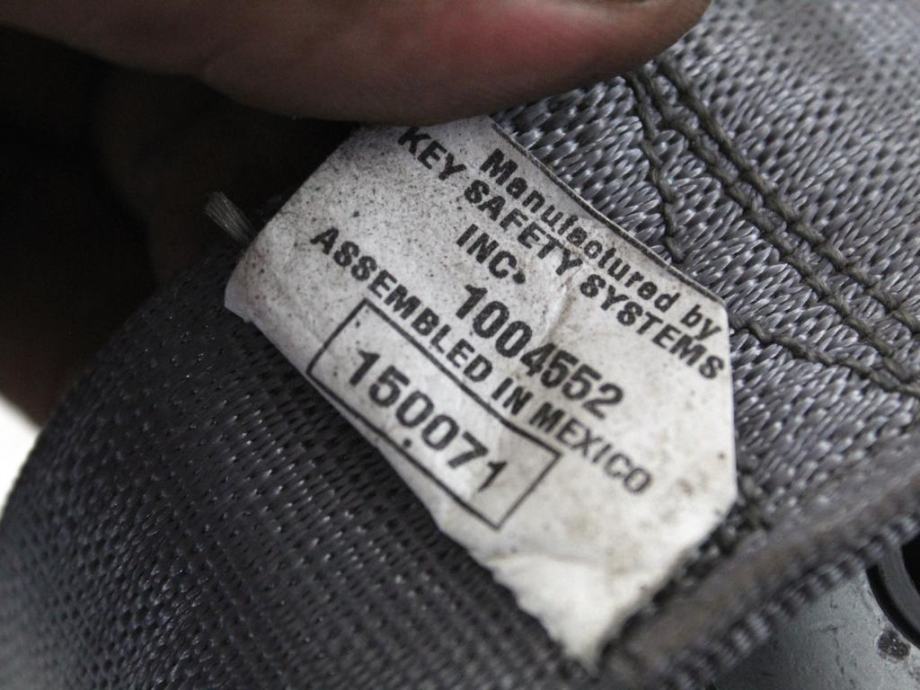 Manufactured by
KEY SAFETY SYSTEMS
INC.
1004552
ASSEMBLED IN MEXICO
150071